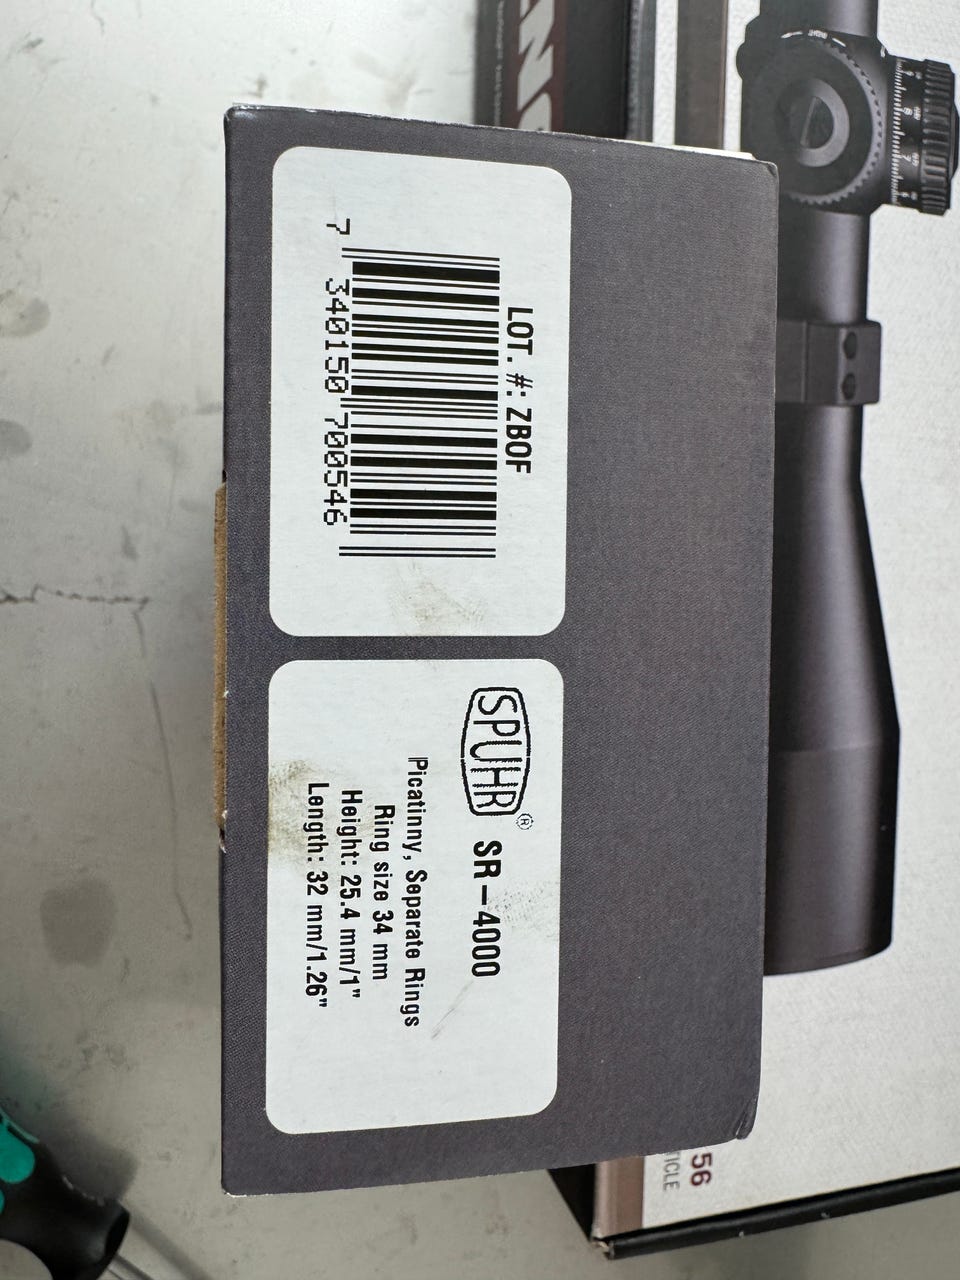 LOT. #: ZBOF
7 340150 700546
SPUHR® SR-4000
Picatinny, Separate Rings
Ring size 34 mm
Height: 25.4 mm/1"
Length: 32 mm/1.26"
56